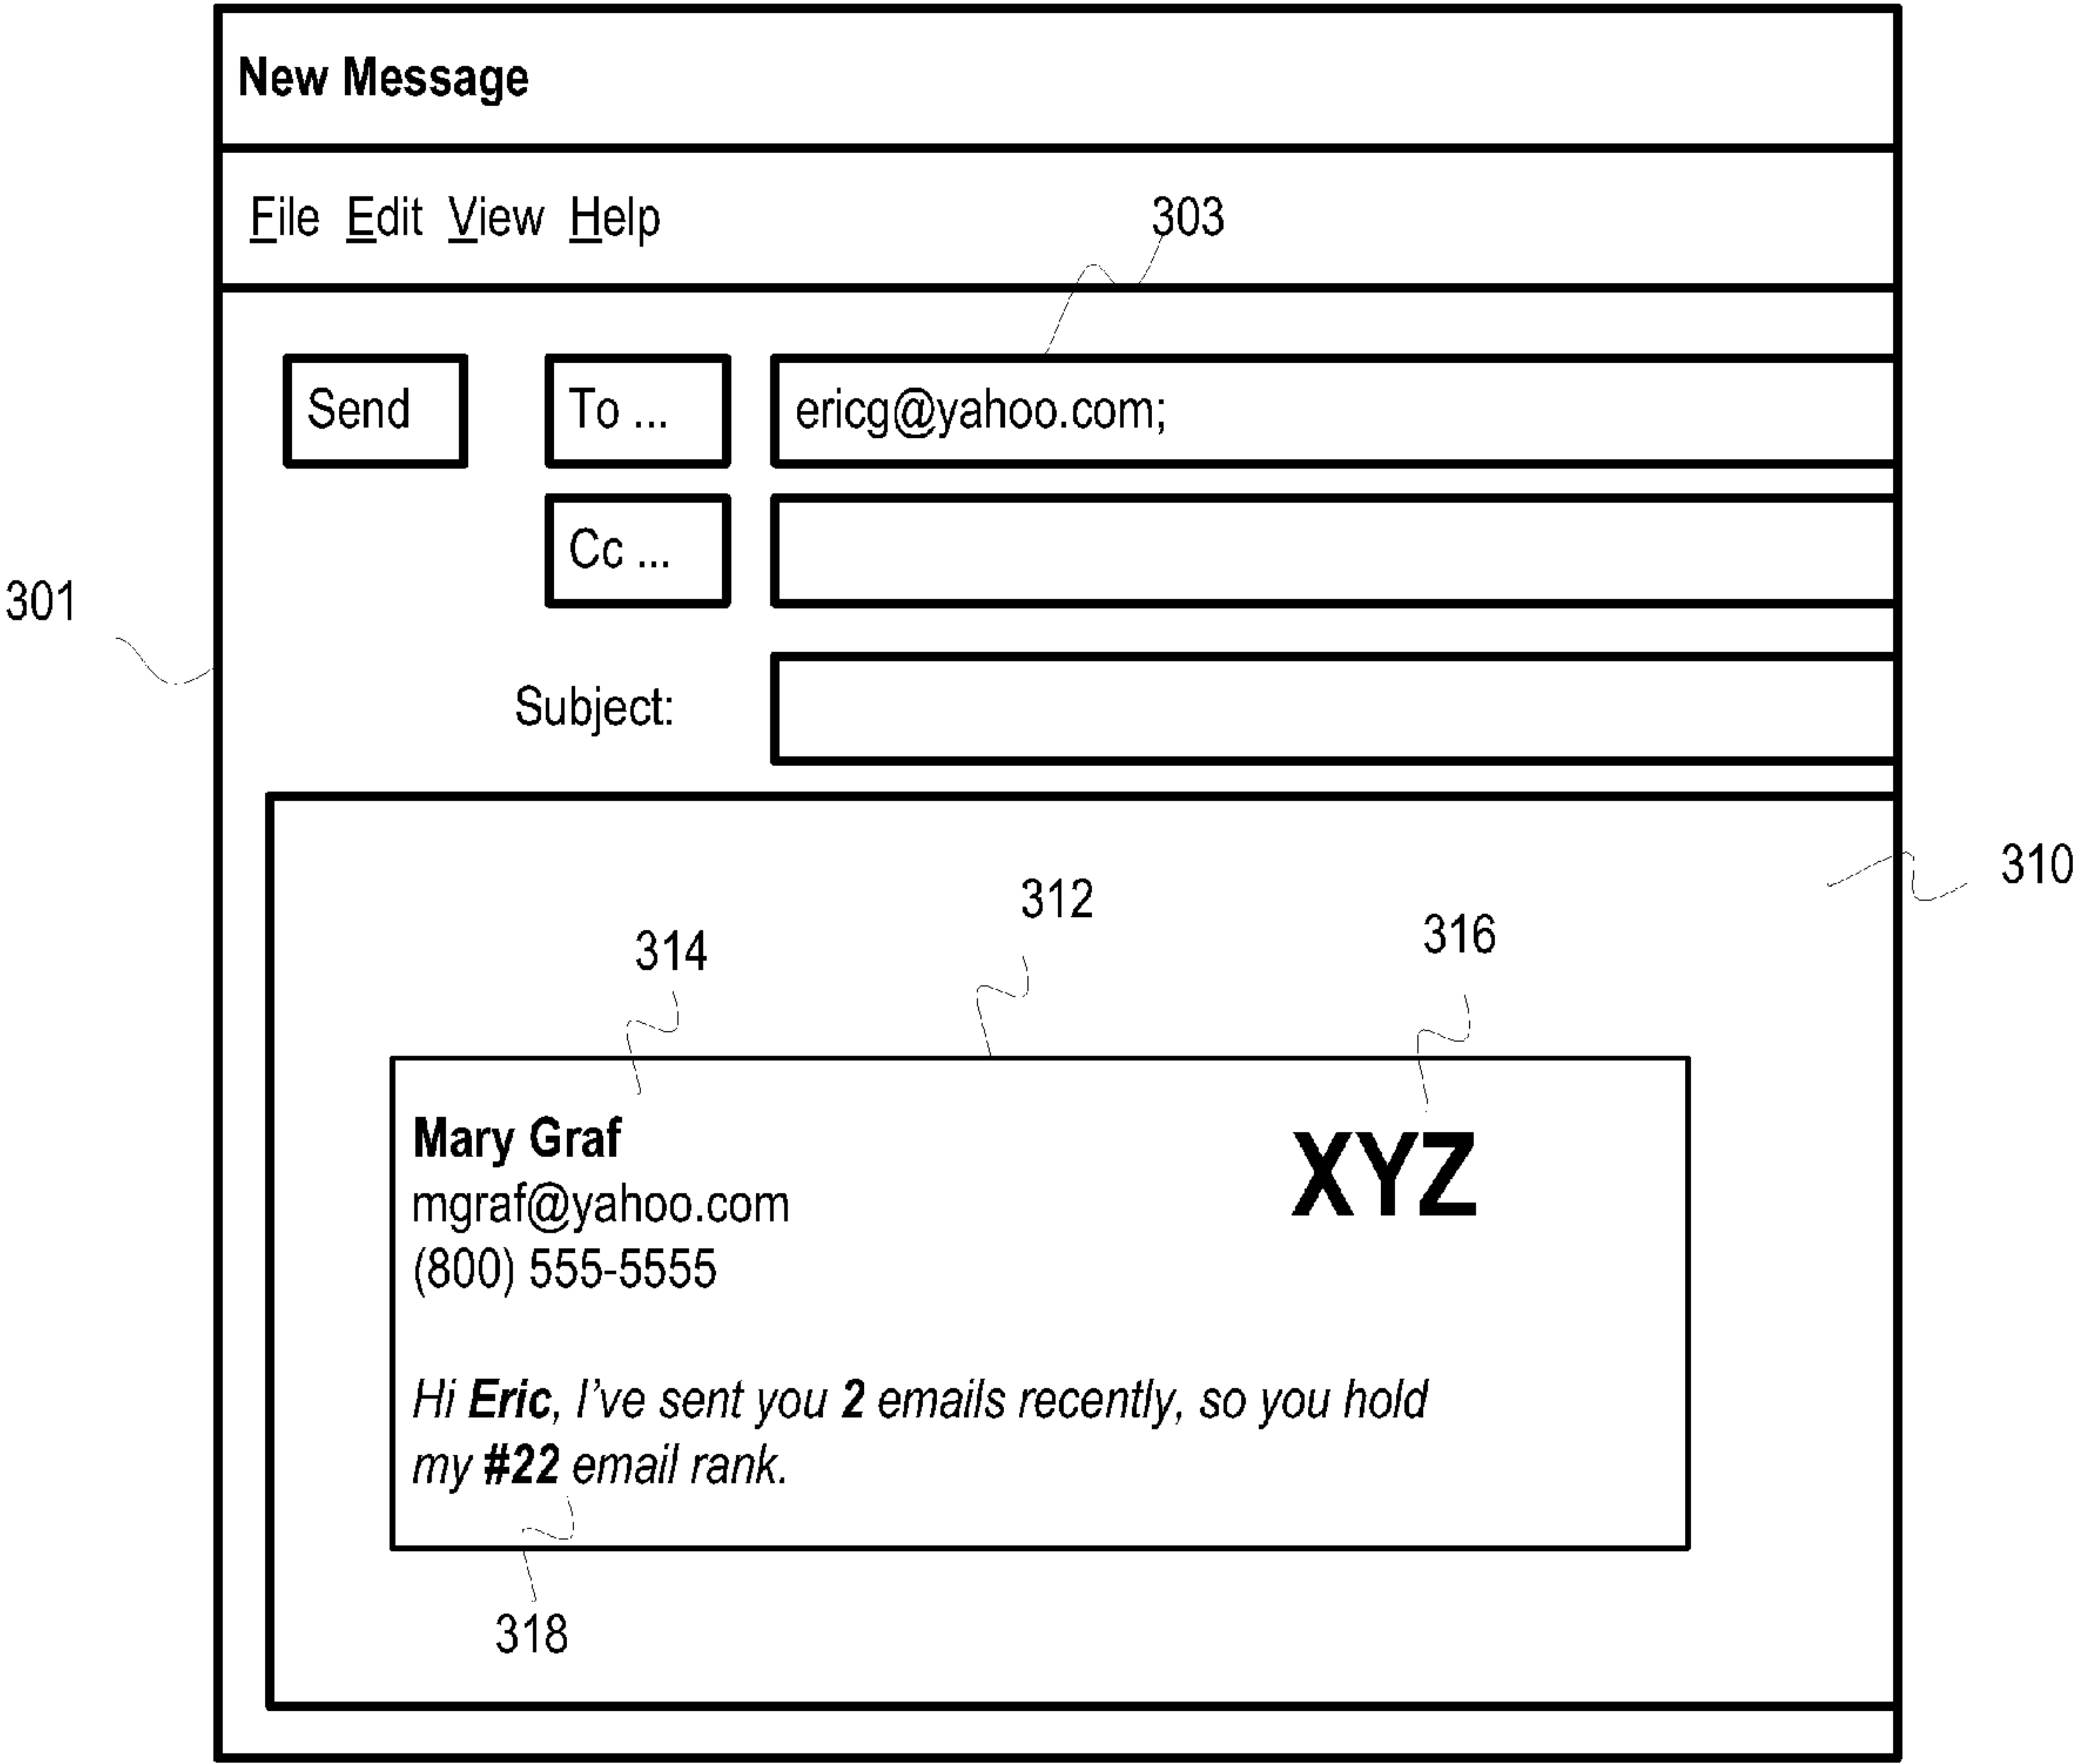 New Message
File Edit View Help
303
Send To ... ericg@yahoo.com;
Cc ...
301
Subject:
310
312
314
316
Mary Graf
XYZ
mgraf@yahoo.com
(800) 555-5555
Hi Eric, I've sent you 2 emails recently, so you hold
my #22 email rank.
318